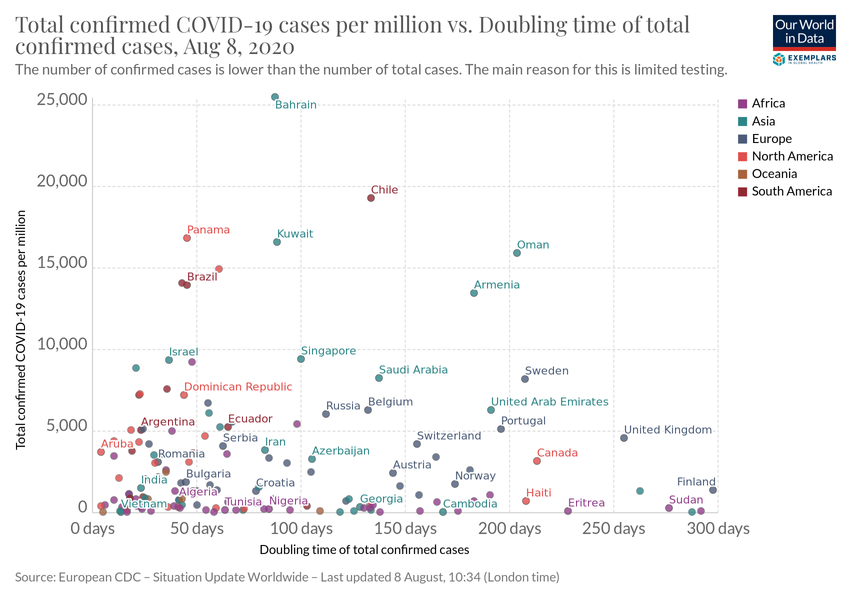 Total confirmed COVID-19 cases per million vs. Doubling time of total
confirmed cases, Aug 8, 2020
The number of confirmed cases is lower than the number of total cases. The main reason for this is limited testing.
Our World
in Data
EXEMPLARS
IN GLOBAL HEALTH
Africa
Asia
Europe
North America
Oceania
South America
Total confirmed COVID-19 cases per million
25,000
20,000
15,000
10,000
5,000
0
Bahrain
Chile
Panama
Kuwait
Oman
Brazil
Armenia
Israel
Singapore
Saudi Arabia
Sweden
Dominican Republic
Russia
Belgium
United Arab Emirates
Argentina
Ecuador
Portugal
United Kingdom
Aruba
Serbia
Iran
Switzerland
Romania
Azerbaijan
Canada
Austria
India
Bulgaria
Croatia
Norway
Finland
Algeria
Haiti
Vietnam
Tunisia
Nigeria
Georgia
Cambodia
Eritrea
Sudan
0 days
50 days
100 days
150 days
200 days
250 days
300 days
Doubling time of total confirmed cases
Source: European CDC – Situation Update Worldwide – Last updated 8 August, 10:34 (London time)